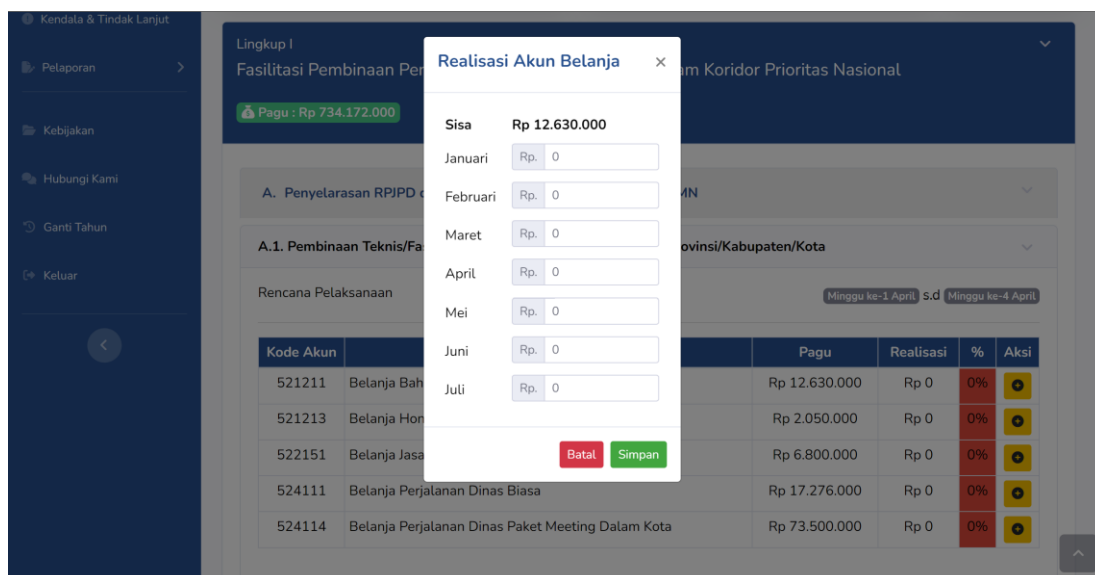 Kendala & Tindak Lanjut
Pelaporan
Kebijakan
Hubungi Kami
Ganti Tahun
Keluar
Lingkup I
Fasilitasi Pembinaan
am Koridor Prioritas Nasional
Pagu : Rp 734.172.000
A. Penyelarasan RPJPD
A.1. Pembinaan
ovinsi/Kabupaten/Kota
Rencana Pelaksanaan
Minggu ke-1 April s.d Minggu ke-4 April
Kode Akun Pagu Realisasi % Aksi
521211 Belanja Bah Rp 12.630.000 Rp 0 0%
521213 Belanja Hon Rp 2.050.000 Rp 0 0%
522151 Belanja Jasa Rp 6.800.000 Rp 0 0%
524111 Belanja Perjalanan Dinas Biasa Rp 17.276.000 Rp 0 0%
524114 Belanja Perjalanan Dinas Paket Meeting Dalam Kota Rp 73.500.000 Rp 0 0%
Realisasi Akun Belanja ×
Sisa Rp 12.630.000
Januari Rp. 0
Februari Rp. 0
Maret Rp. 0
April Rp. 0
Mei Rp. 0
Juni Rp. 0
Juli Rp. 0
Batal Simpan